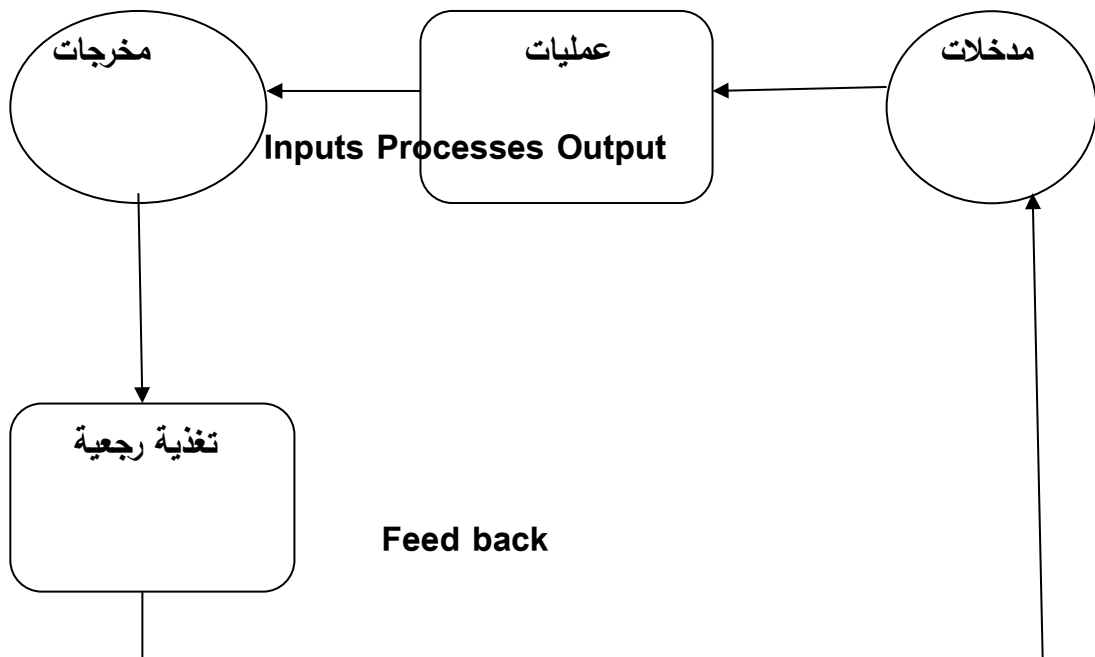 مدخلات
عمليات
مخرجات
Inputs Processes Output
تغذية رجعية
Feed back